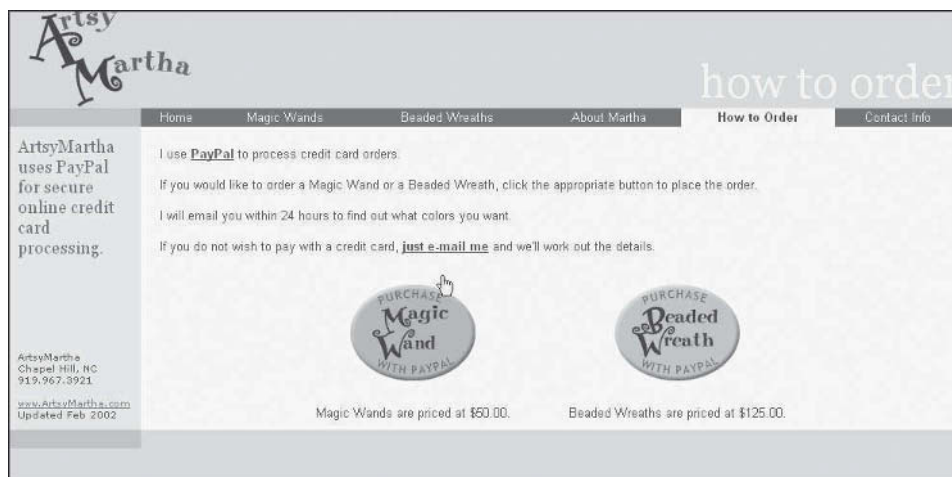 Artsy
Martha
how to order
Home Magic Wands Beaded Wreaths About Martha How to Order Contact Info
ArtsyMartha
uses PayPal
for secure
online credit
card
processing.
I use PayPal to process credit card orders.
If you would like to order a Magic Wand or a Beaded Wreath, click the appropriate button to place the order.
I will email you within 24 hours to find out what colors you want.
If you do not wish to pay with a credit card, just e-mail me and we'll work out the details.
PURCHASE
Magic
Wand
WITH PAYPAL
PURCHASE
Beaded
Wreath
WITH PAYPAL
Magic Wands are priced at $50.00. Beaded Wreaths are priced at $125.00.
ArtsyMartha
Chapel Hill, NC
919.967.3921
www.ArtsyMartha.com
Updated Feb 2002